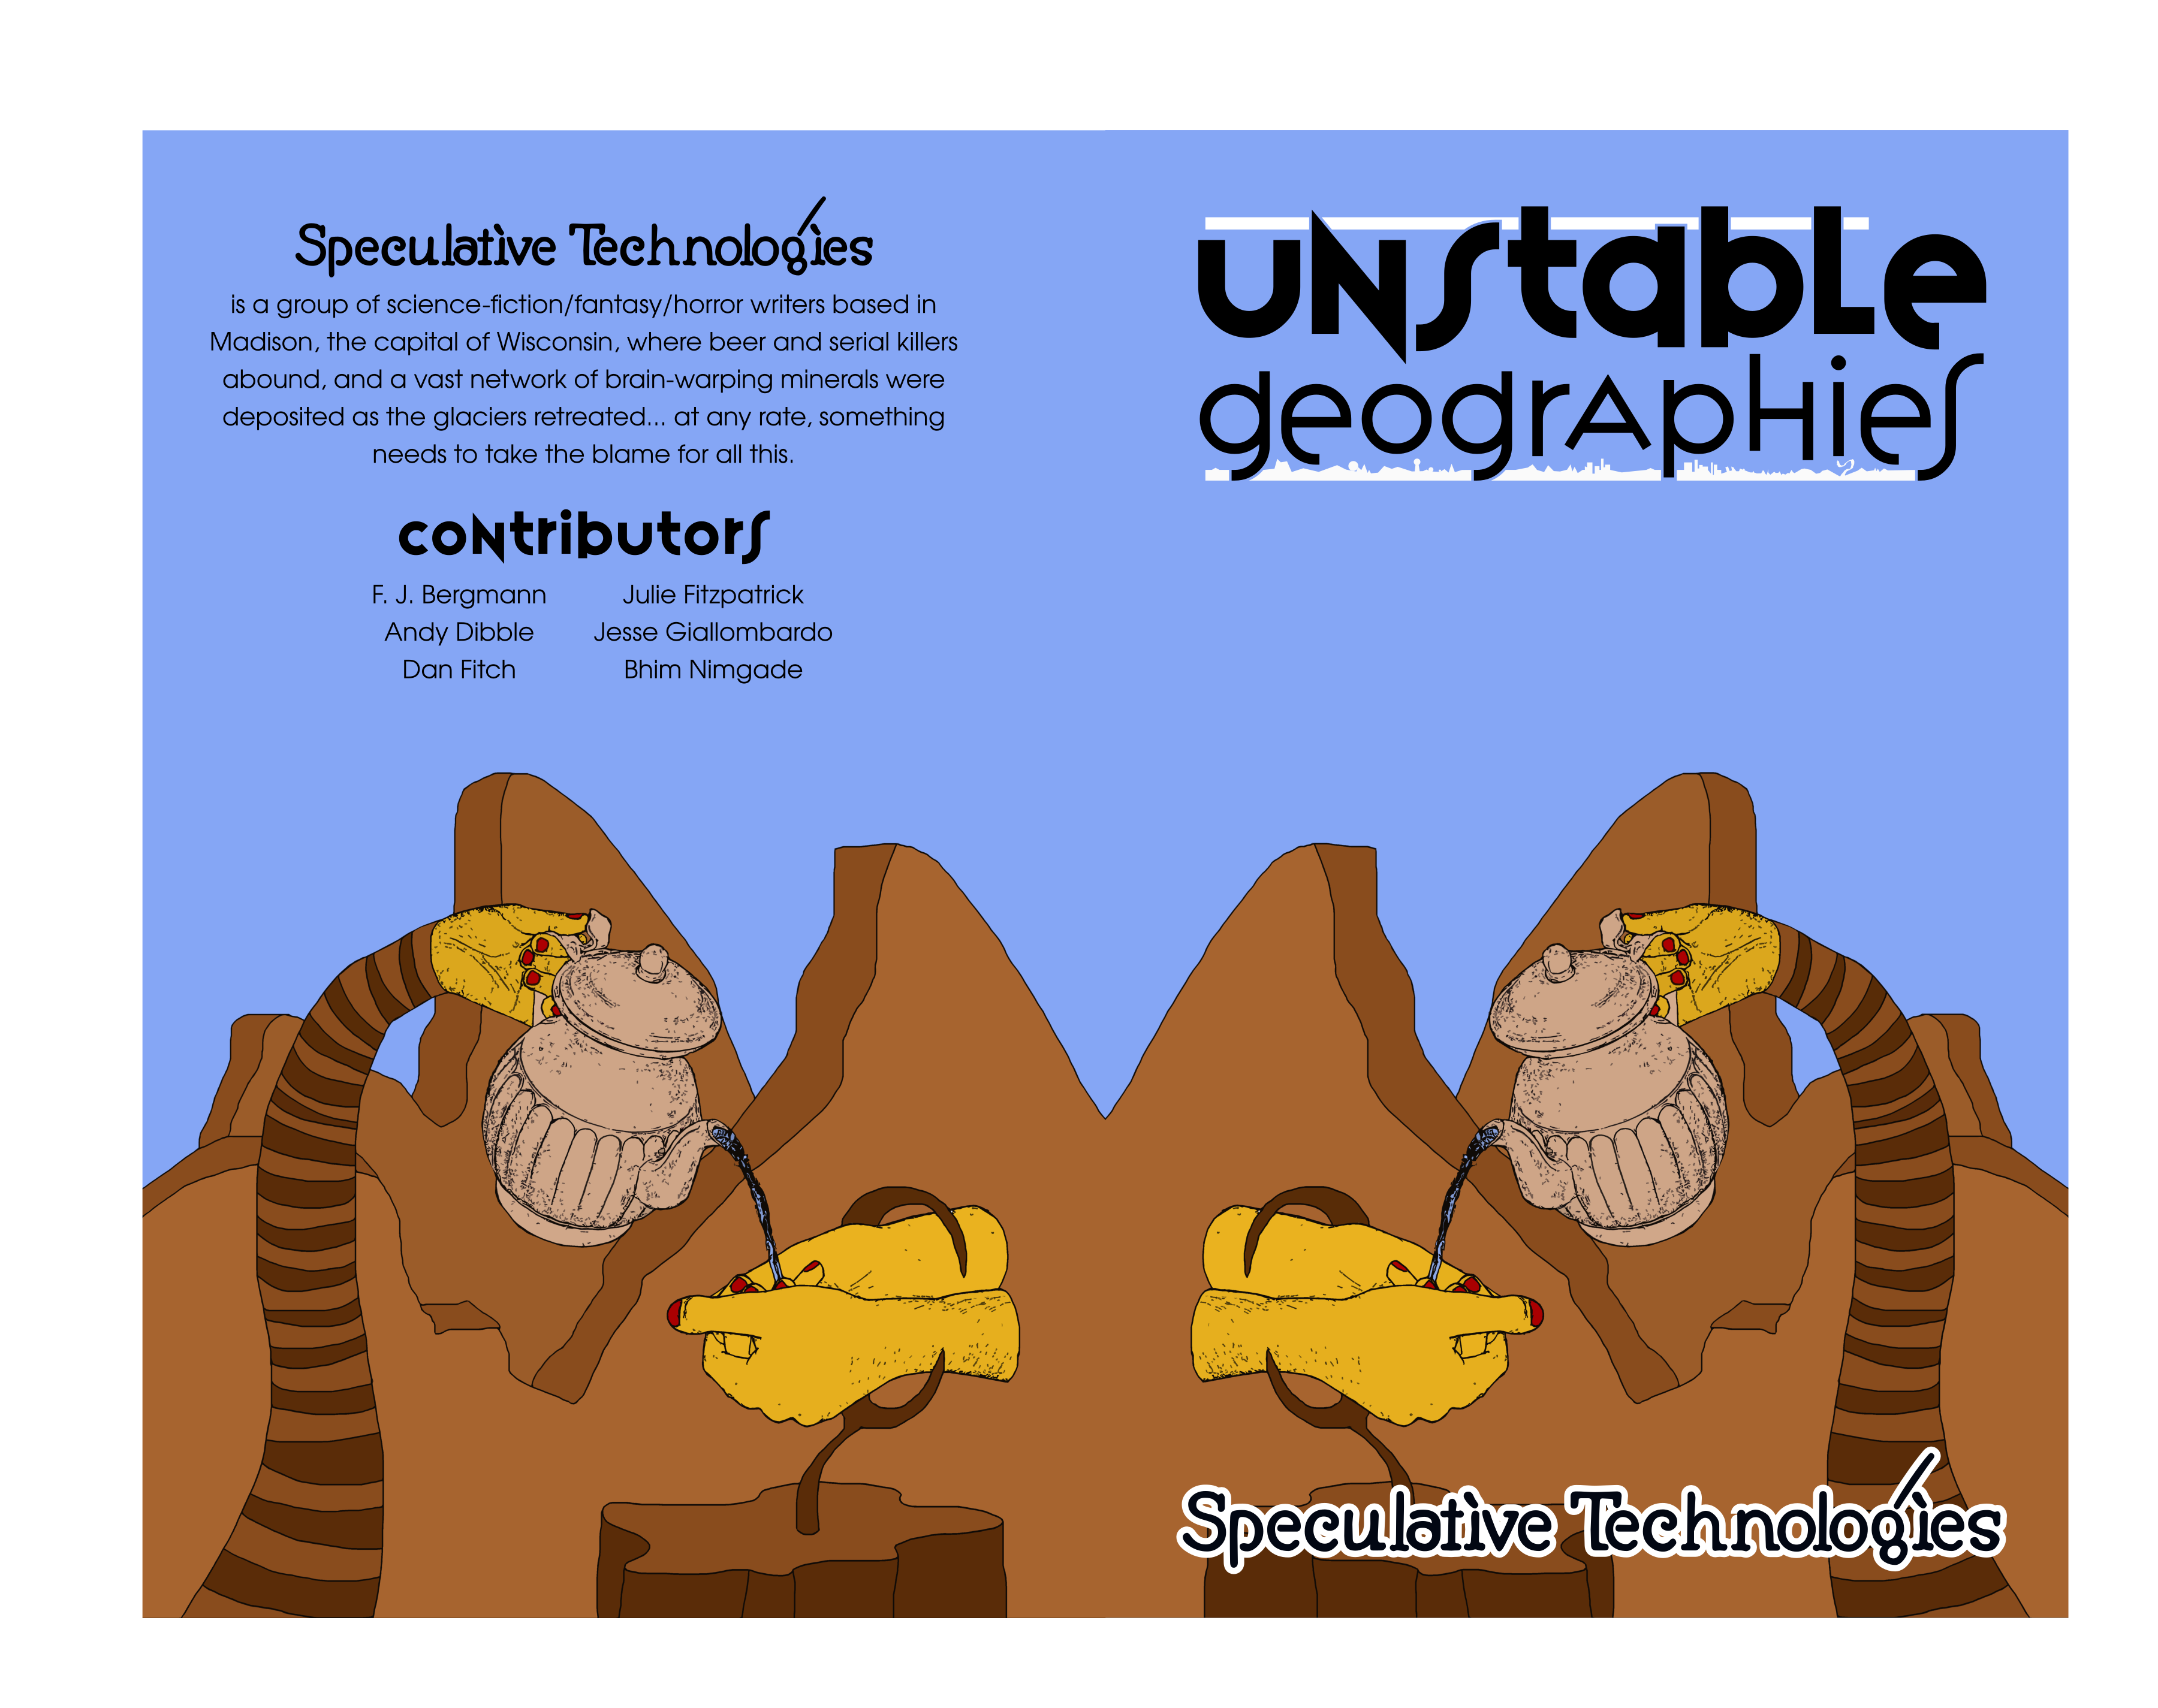 Speculative Technologies
is a group of science-fiction/fantasy/horror writers based in
Madison, the capital of Wisconsin, where beer and serial killers
abound, and a vast network of brain-warping minerals were
deposited as the glaciers retreated... at any rate, something
needs to take the blame for all this.
contributors
F. J. Bergmann
Julie Fitzpatrick
Andy Dibble
Jesse Giallombardo
Dan Fitch
Bhim Nimgade
unstable
geographies
Speculative Technologies